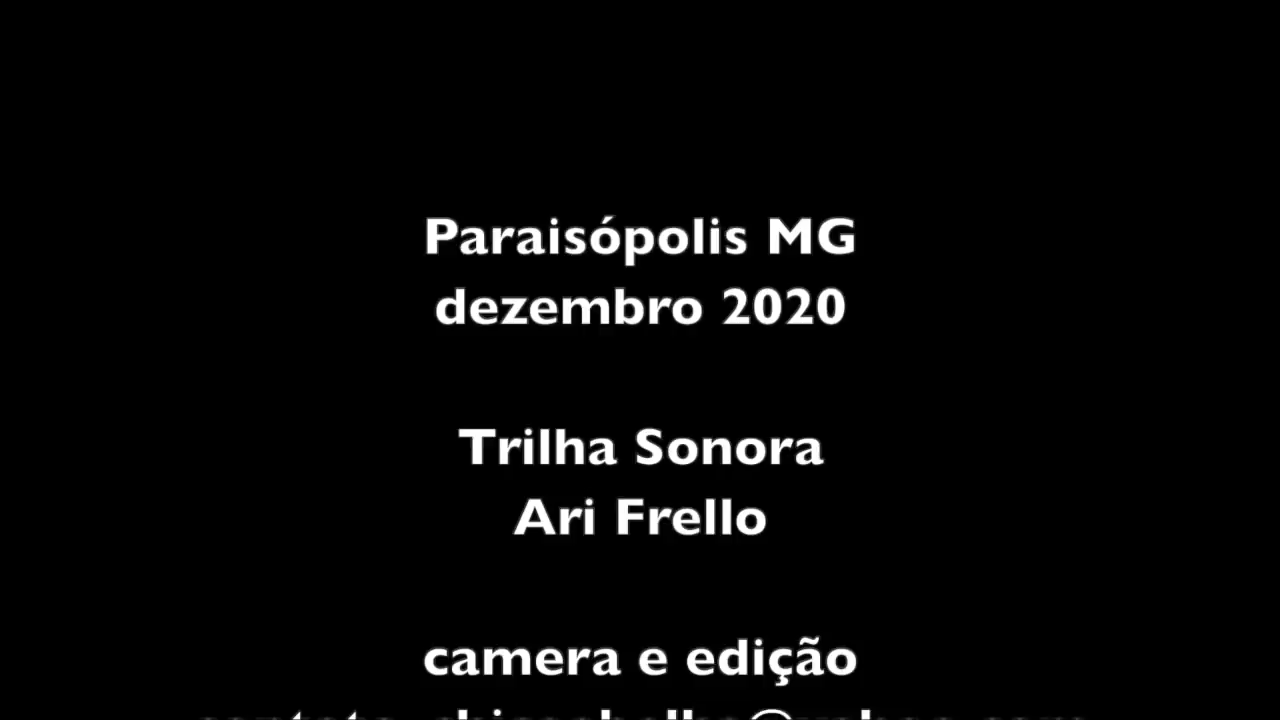 Paraisópolis MG
dezembro 2020
Trilha Sonora
Ari Frello
camera e edição